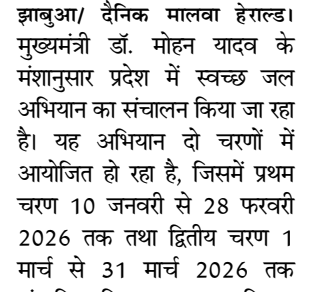 झाबुआ/ दैनिक मालवा हेराल्ड।
मुख्यमंत्री डॉ. मोहन यादव के
मंशानुसार प्रदेश में स्वच्छ जल
अभियान का संचालन किया जा रहा
है। यह अभियान दो चरणों में
आयोजित हो रहा है, जिसमें प्रथम
चरण 10 जनवरी से 28 फरवरी
2026 तक तथा द्वितीय चरण 1
मार्च से 31 मार्च 2026 तक